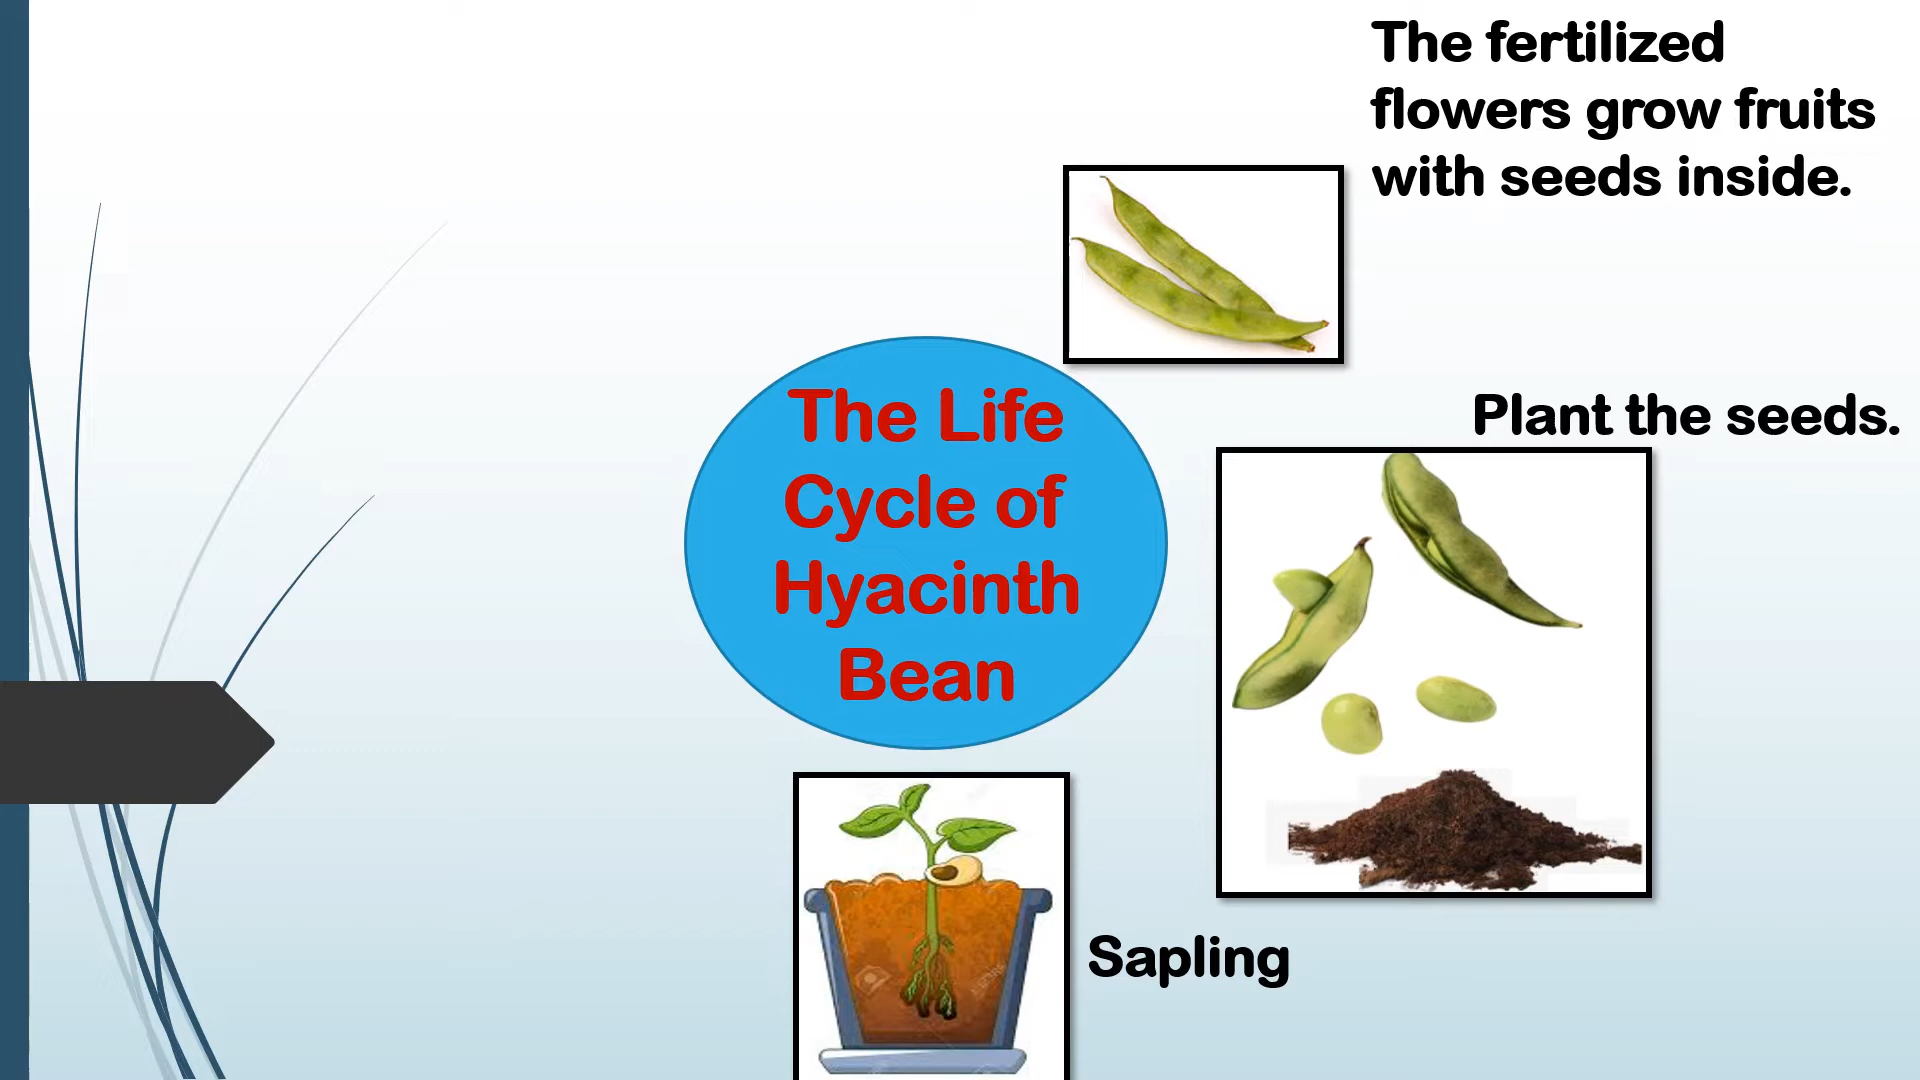 The fertilized
flowers grow fruits
with seeds inside.
The Life
Cycle of
Hyacinth
Bean
Plant the seeds.
Sapling